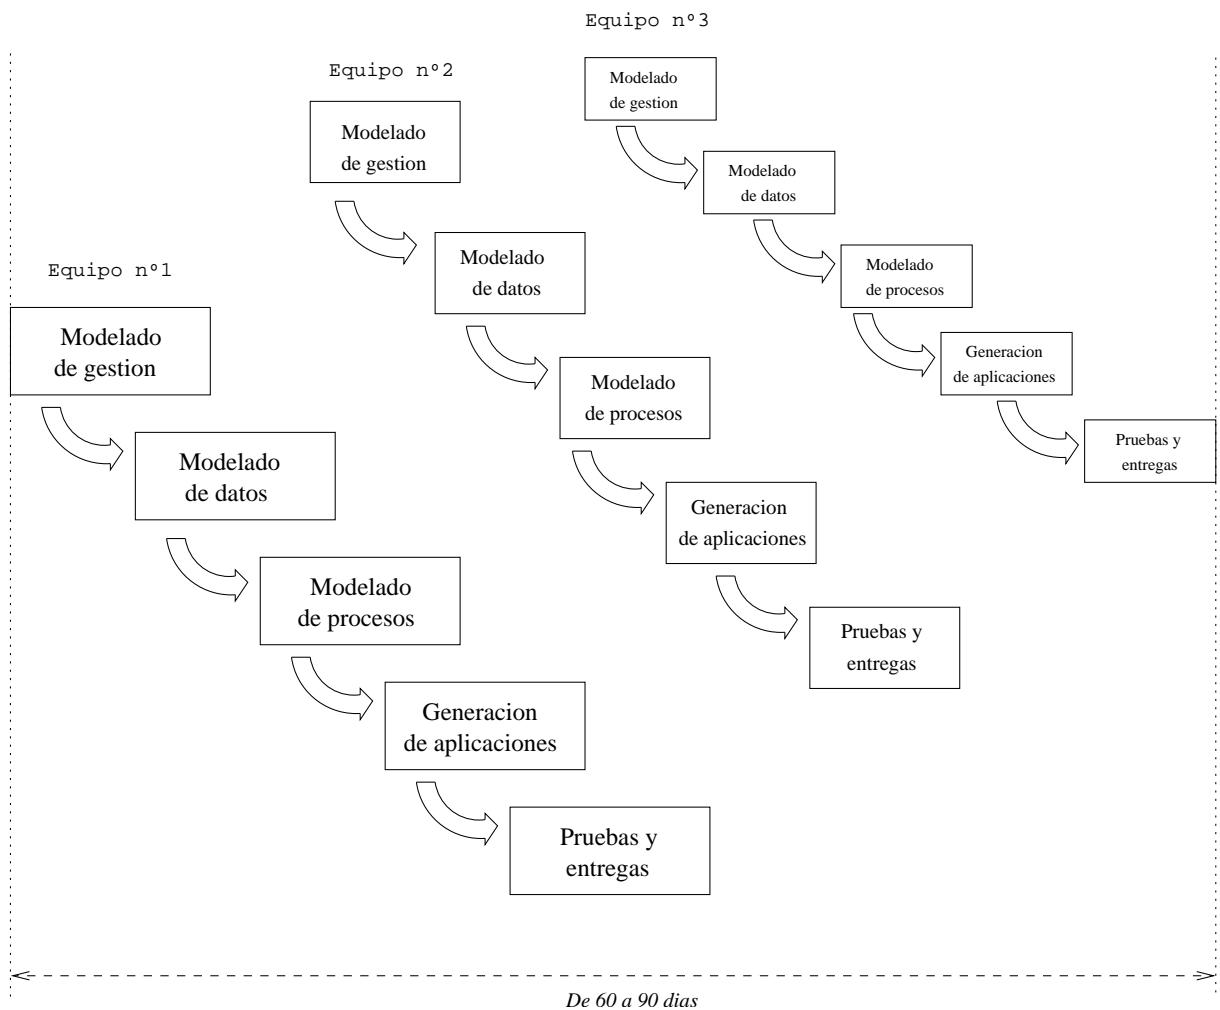 Equipo nº3
Modelado
de gestion
Modelado
de datos
Modelado
de procesos
Generacion
de aplicaciones
Pruebas y
entregas
Equipo nº2
Modelado
de gestion
Modelado
de datos
Modelado
de procesos
Generacion
de aplicaciones
Pruebas y
entregas
Equipo nº1
Modelado
de gestion
Modelado
de datos
Modelado
de procesos
Generacion
de aplicaciones
Pruebas y
entregas
De 60 a 90 dias